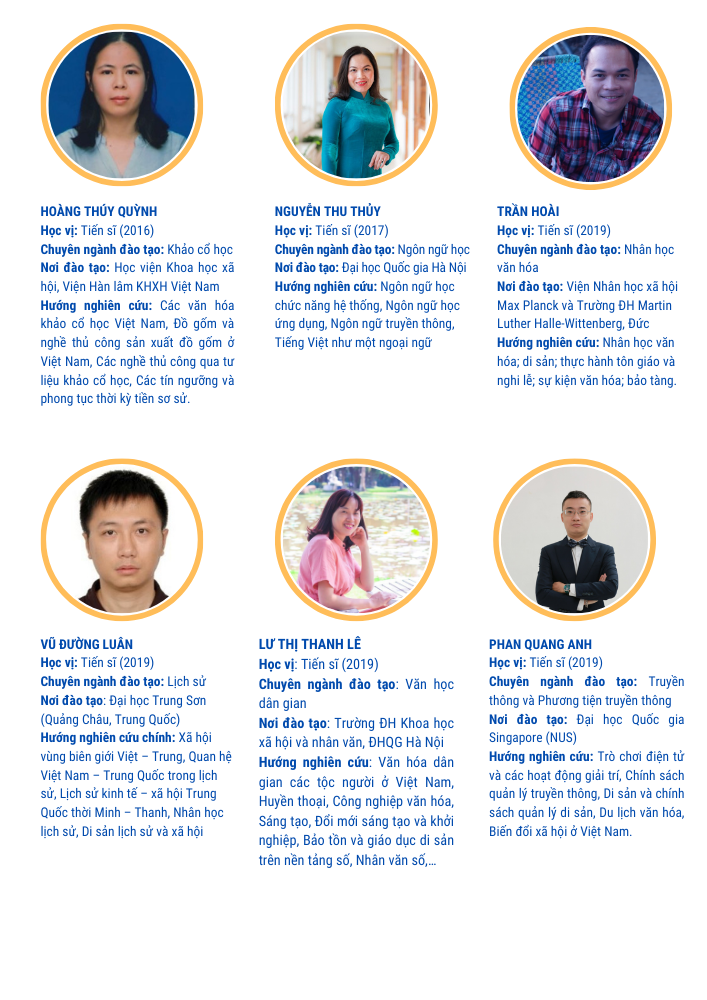 HOÀNG THÚY QUỲNH
Học vị: Tiến sĩ (2016)
Chuyên ngành đào tạo: Khảo cổ học
Nơi đào tạo: Học viện Khoa học xã
hội, Viện Hàn lâm KHXH Việt Nam
Hướng nghiên cứu: Các văn hóa
khảo cổ học Việt Nam, Đồ gốm và
nghề thủ công sản xuất đồ gốm ở
Việt Nam, Các nghề thủ công qua tư
liệu khảo cổ học, Các tín ngưỡng và
phong tục thời kỳ tiền sơ sử.
NGUYỄN THU THỦY
Học vị: Tiến sĩ (2017)
Chuyên ngành đào tạo: Ngôn ngữ học
Nơi đào tạo: Đại học Quốc gia Hà Nội
Hướng nghiên cứu: Ngôn ngữ học
chức năng hệ thống, Ngôn ngữ học
ứng dụng, Ngôn ngữ truyền thông,
Tiếng Việt như một ngoại ngữ
TRẦN HOÀI
Học vị: Tiến sĩ (2019)
Chuyên ngành đào tạo: Nhân học
văn hóa
Nơi đào tạo: Viện Nhân học xã hội
Max Planck và Trường ĐH Martin
Luther Halle-Wittenberg, Đức
Hướng nghiên cứu: Nhân học văn
hóa; di sản; thực hành tôn giáo và
nghi lễ; sự kiện văn hóa; bảo tàng.
VŨ ĐƯỜNG LUÂN
Học vị: Tiến sĩ (2019)
Chuyên ngành đào tạo: Lịch sử
Nơi đào tạo: Đại học Trung Sơn
(Quảng Châu, Trung Quốc)
Hướng nghiên cứu chính: Xã hội
vùng biên giới Việt – Trung, Quan hệ
Việt Nam – Trung Quốc trong lịch
sử, Lịch sử kinh tế – xã hội Trung
Quốc thời Minh – Thanh, Nhân học
lịch sử, Di sản lịch sử và xã hội
LƯ THỊ THANH LÊ
Học vị: Tiến sĩ (2019)
Chuyên ngành đào tạo: Văn học
dân gian
Nơi đào tạo: Trường ĐH Khoa học
xã hội và nhân văn, ĐHQG Hà Nội
Hướng nghiên cứu: Văn hóa dân
gian các tộc người ở Việt Nam,
Huyền thoại, Công nghiệp văn hóa,
Sáng tạo, Đổi mới sáng tạo và khởi
nghiệp, Bảo tồn và giáo dục di sản
trên nền tảng số, Nhân văn số,...
PHAN QUANG ANH
Học vị: Tiến sĩ (2019)
Chuyên ngành đào tạo: Truyền
thông và Phương tiện truyền thông
Nơi đào tạo: Đại học Quốc gia
Singapore (NUS)
Hướng nghiên cứu: Trò chơi điện tử
và các hoạt động giải trí, Chính sách
quản lý truyền thông, Di sản và chính
sách quản lý di sản, Du lịch văn hóa,
Biến đổi xã hội ở Việt Nam.